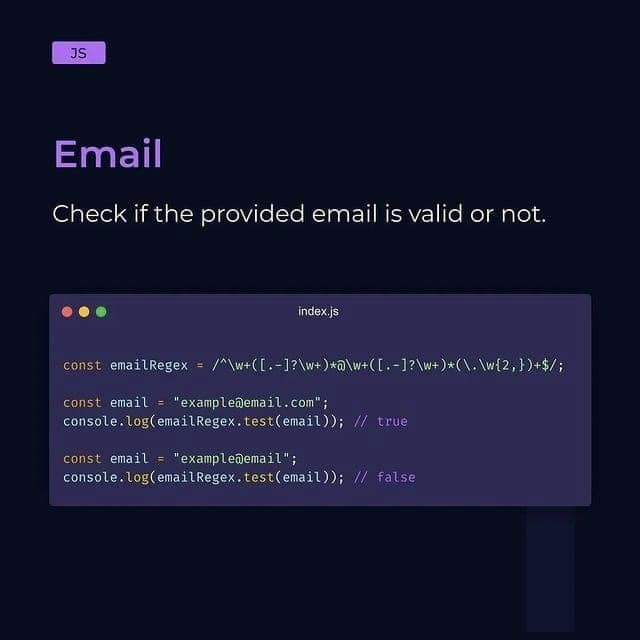 JS
Email
Check if the provided email is valid or not.
index.js
const emailRegex = /^\w+([.-]?\w+)*@\w+([.-]?\w+)*(\.\w{2,})+$/;
const email = "example@email.com";
console.log(emailRegex.test(email)); // true
const email = "example@email";
console.log(emailRegex.test(email)); // false